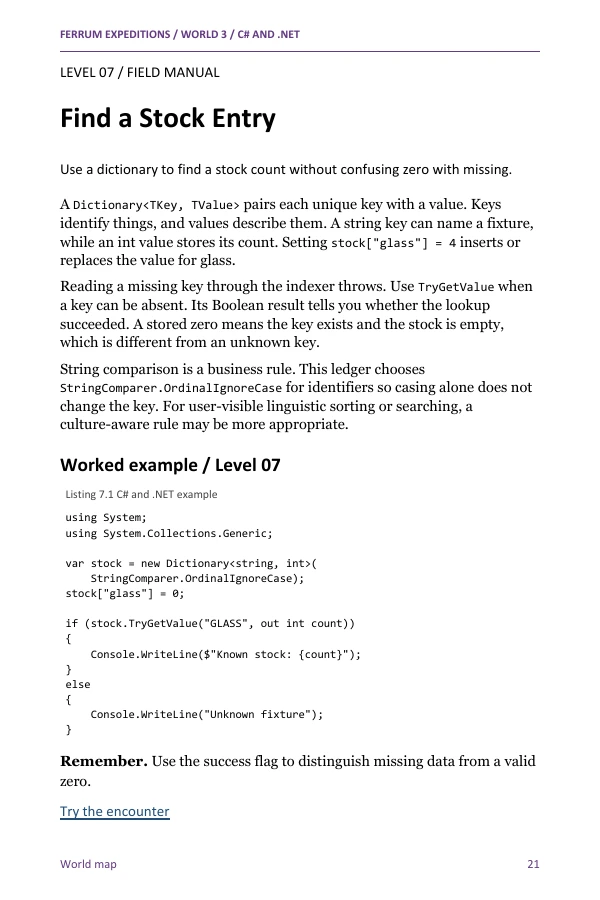 FERRUM EXPEDITIONS / WORLD 3 / C# AND .NET
LEVEL 07 / FIELD MANUAL
Find a Stock Entry
Use a dictionary to find a stock count without confusing zero with missing.
A Dictionary<TKey, TValue> pairs each unique key with a value. Keys
identify things, and values describe them. A string key can name a fixture,
while an int value stores its count. Setting stock["glass"] = 4 inserts or
replaces the value for glass.
Reading a missing key through the indexer throws. Use TryGetValue when
a key can be absent. Its Boolean result tells you whether the lookup
succeeded. A stored zero means the key exists and the stock is empty,
which is different from an unknown key.
String comparison is a business rule. This ledger chooses
StringComparer.OrdinalIgnoreCase for identifiers so casing alone does not
change the key. For user-visible linguistic sorting or searching, a
culture-aware rule may be more appropriate.
Worked example / Level 07
Listing 7.1 C# and .NET example
using System;
using System.Collections.Generic;
var stock = new Dictionary<string, int>(
    StringComparer.OrdinalIgnoreCase);
stock["glass"] = 0;
if (stock.TryGetValue("GLASS", out int count))
{
    Console.WriteLine($"Known stock: {count}");
}
else
{
    Console.WriteLine("Unknown fixture");
}
Remember. Use the success flag to distinguish missing data from a valid
zero.
Try the encounter
World map 21